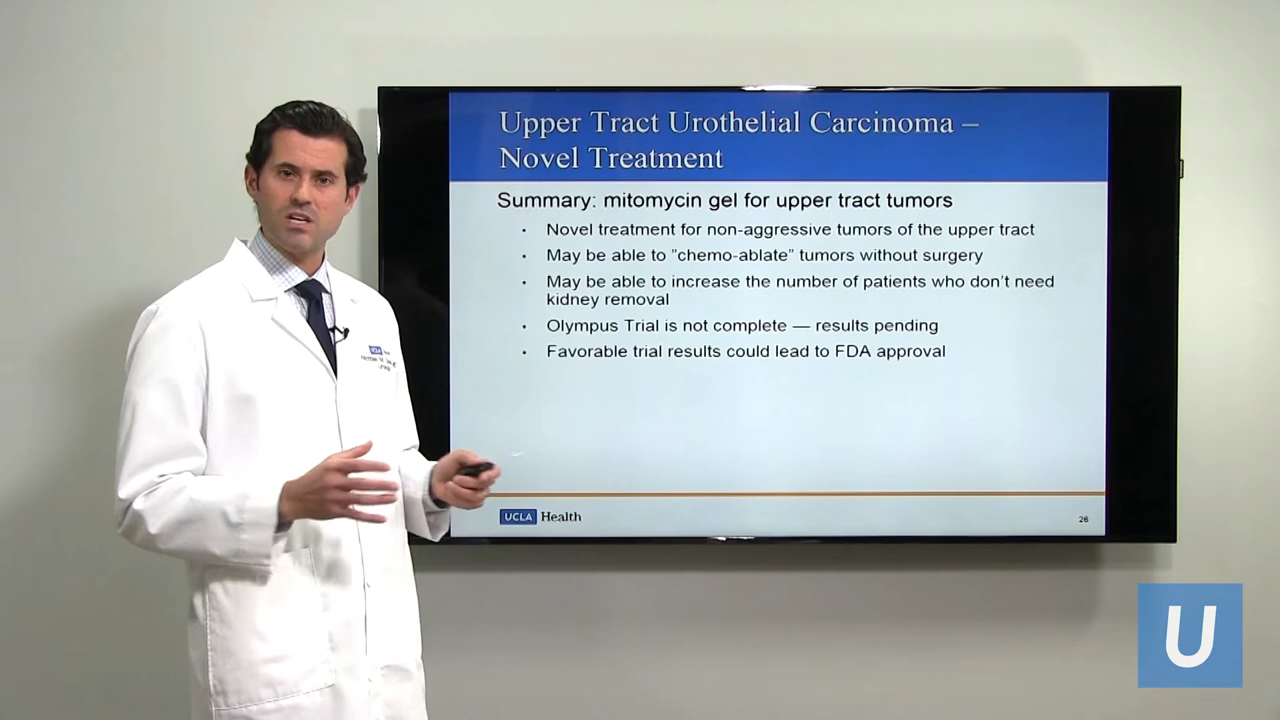 Upper Tract Urothelial Carcinoma –
Novel Treatment
Summary: mitomycin gel for upper tract tumors
· Novel treatment for non-aggressive tumors of the upper tract
· May be able to "chemo-ablate" tumors without surgery
· May be able to increase the number of patients who don't need
kidney removal
· Olympus Trial is not complete — results pending
· Favorable trial results could lead to FDA approval
UCLA Health
26
UCLA
U